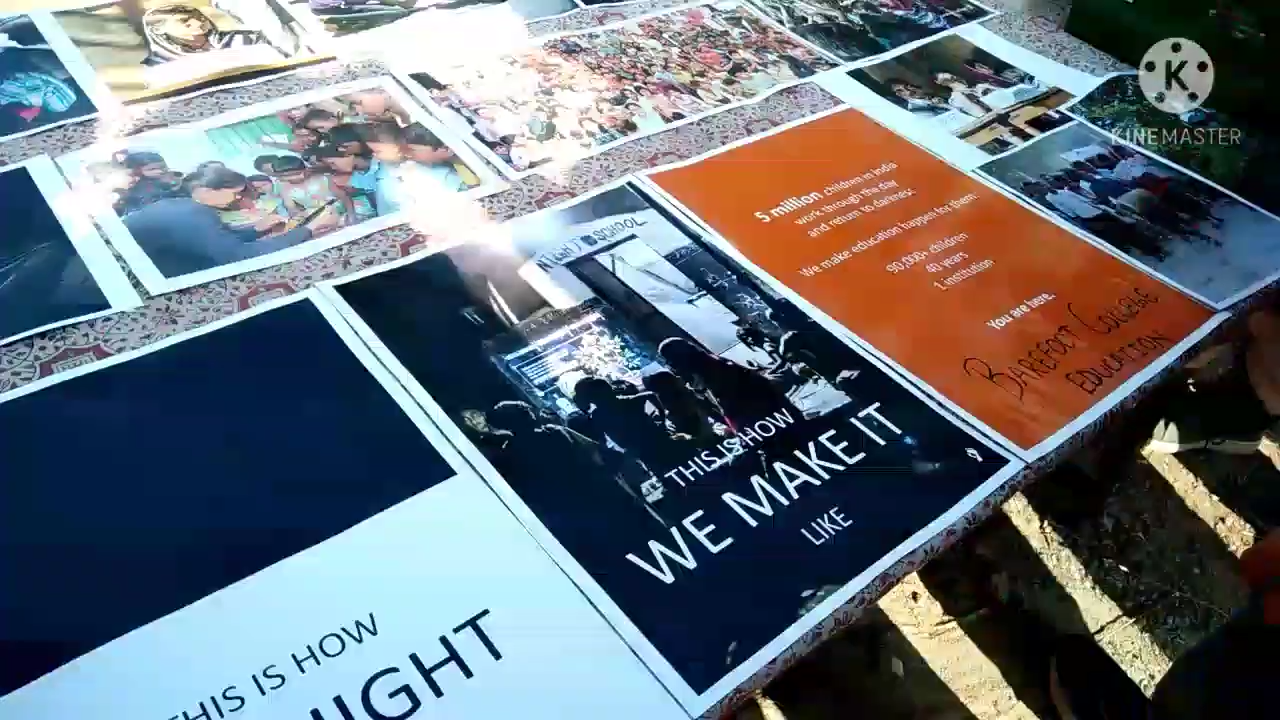 KINEMASTER
NIGHT SCHOOL
5 million children in India
work through the day
and return to darkness.
We make education happen for them:
90,000+ children
40 years
1 institution
You are here.
BAREFOOT COLLEGE
EDUCATION
THIS IS HOW
WE MAKE IT
LIKE
THIS IS HOW